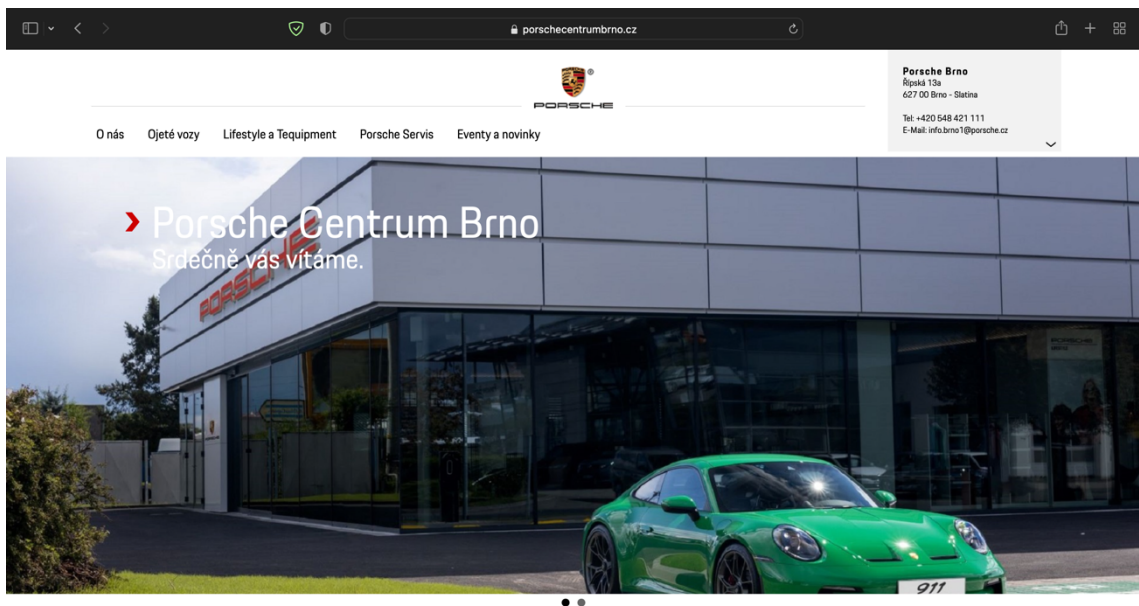 porschecentrumbrno.cz
PORSCHE
Porsche Brno
Řípská 13a
627 00 Brno - Slatina
Tel: +420 548 421 111
E-Mail: info.brno1@porsche.cz
O nás
Ojeté vozy
Lifestyle a Tequipment
Porsche Servis
Eventy a novinky
Porsche Centrum Brno
Srdečně vás vítáme.
PORSCHE
PORSCHE
911